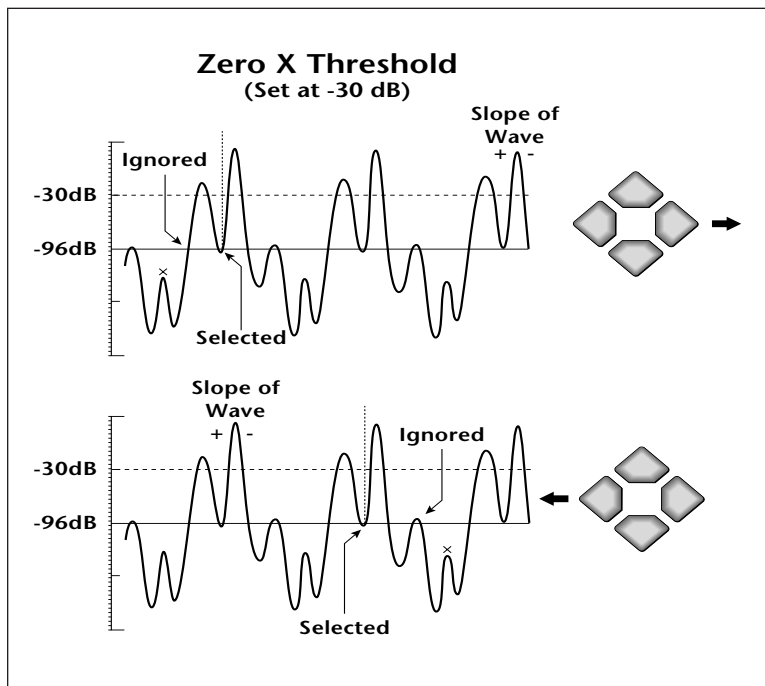 Zero X Threshold
(Set at -30 dB)
Slope of
Wave
+ -
Ignored
-30dB
-96dB
x
Selected
Slope of
Wave
+ -
Ignored
-30dB
-96dB
x
Selected